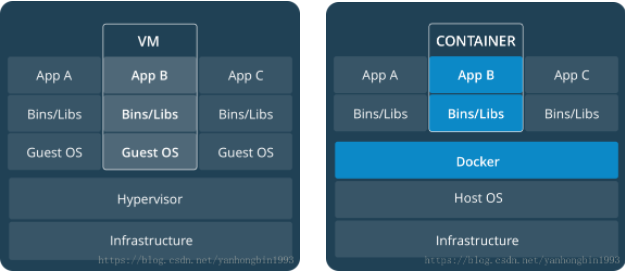 VM
App A App B App C
Bins/Libs Bins/Libs Bins/Libs
Guest OS Guest OS Guest OS
Hypervisor
Infrastructure
https://blog.csdn.net/yanhongbin1993
CONTAINER
App A App B App C
Bins/Libs Bins/Libs Bins/Libs
Docker
Host OS
Infrastructure
https://blog.csdn.net/yanhongbin1993